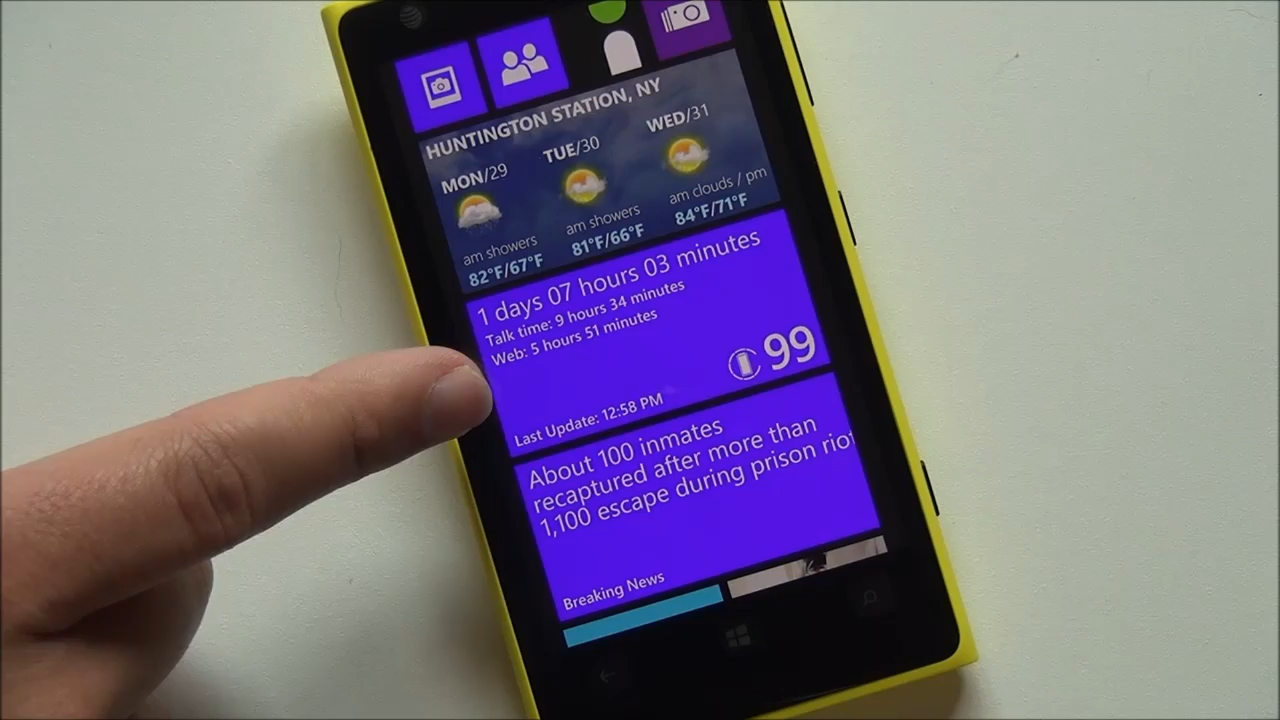 HUNTINGTON STATION, NY
MON/29
TUE/30
WED/31
am showers
am showers
am clouds / pm
82°F/67°F
81°F/66°F
84°F/71°F
1 days 07 hours 03 minutes
Talk time: 9 hours 34 minutes
Web: 5 hours 51 minutes
99
Last Update: 12:58 PM
About 100 inmates
recaptured after more than
1,100 escape during prison riot
Breaking News